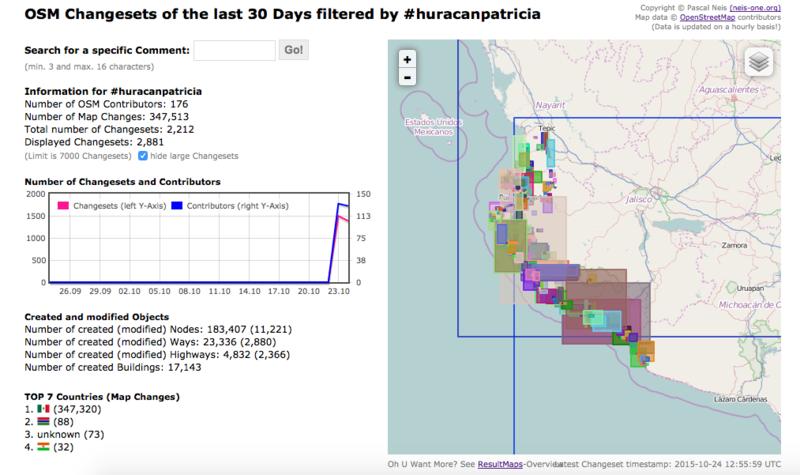 OSM Changesets of the last 30 Days filtered by #huracanpatricia
Copyright © Pascal Neis (neis-one.org)
Map data © OpenStreetMap contributors
(Data is updated on a hourly basis!)
Search for a specific Comment:
Go!
(min. 3 and max. 16 characters)
Information for #huracanpatricia
Number of OSM Contributors: 176
Number of Map Changes: 347,513
Total number of Changesets: 2,212
Displayed Changesets: 2,881
(Limit is 7000 Changesets) hide large Changesets
Number of Changesets and Contributors
Changesets (left Y-Axis) Contributors (right Y-Axis)
2000 150
1500 113
1000 75
500 38
0 0
26.09 29.09 02.10 05.10 08.10 11.10 14.10 17.10 20.10 23.10
Created and modified Objects
Number of created (modified) Nodes: 183,407 (11,221)
Number of created (modified) Ways: 23,336 (2,880)
Number of created (modified) Highways: 4,832 (2,366)
Number of created Buildings: 17,143
TOP 7 Countries (Map Changes)
1. (347,320)
2. (88)
3. unknown (73)
4. (32)
+
-
Nayarit
Aguascalientes
Estados Unidos
Mexicanos
Tepic
Jalisco
Zamora
Uruapan
Michoacán de O
Lázaro Cárdenas
Oh U Want More? See ResultMaps-Overview
Latest Changeset timestamp: 2015-10-24 12:55:59 UTC